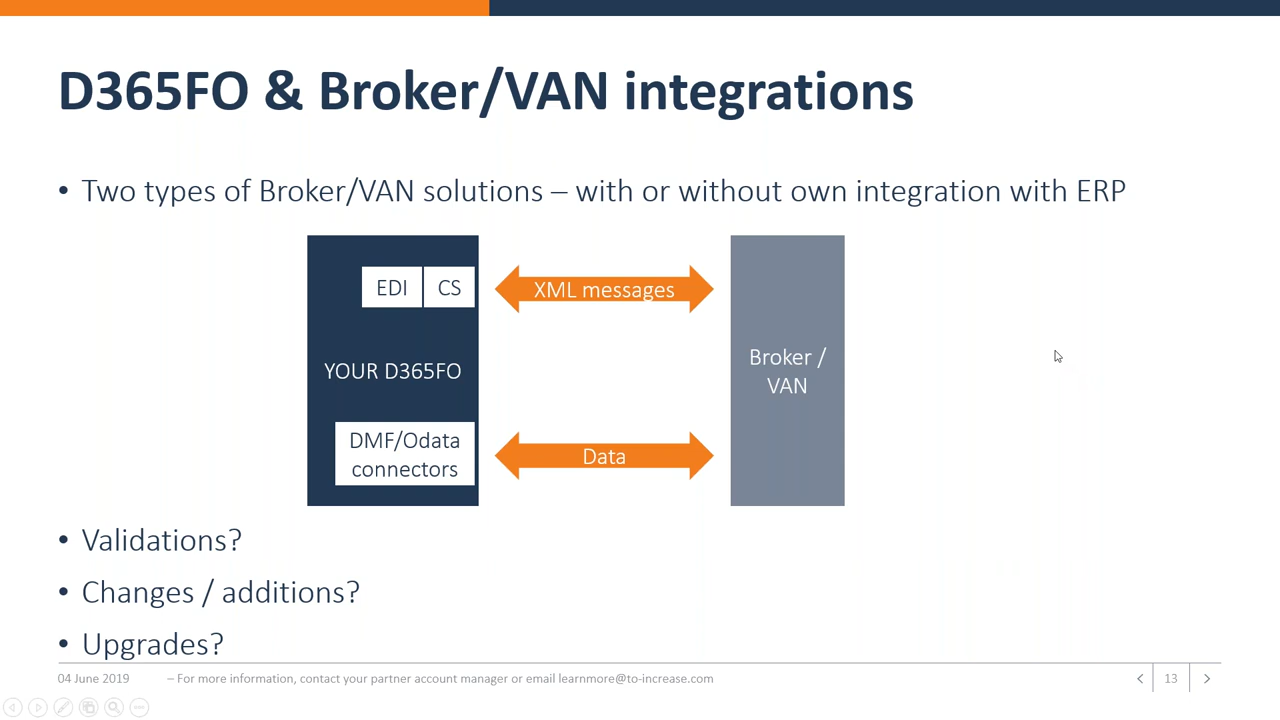 D365FO & Broker/VAN integrations
• Two types of Broker/VAN solutions – with or without own integration with ERP
EDI CS
XML messages
YOUR D365FO
Broker /
VAN
DMF/Odata
connectors
Data
• Validations?
• Changes / additions?
• Upgrades?
04 June 2019 – For more information, contact your partner account manager or email learnmore@to-increase.com 13